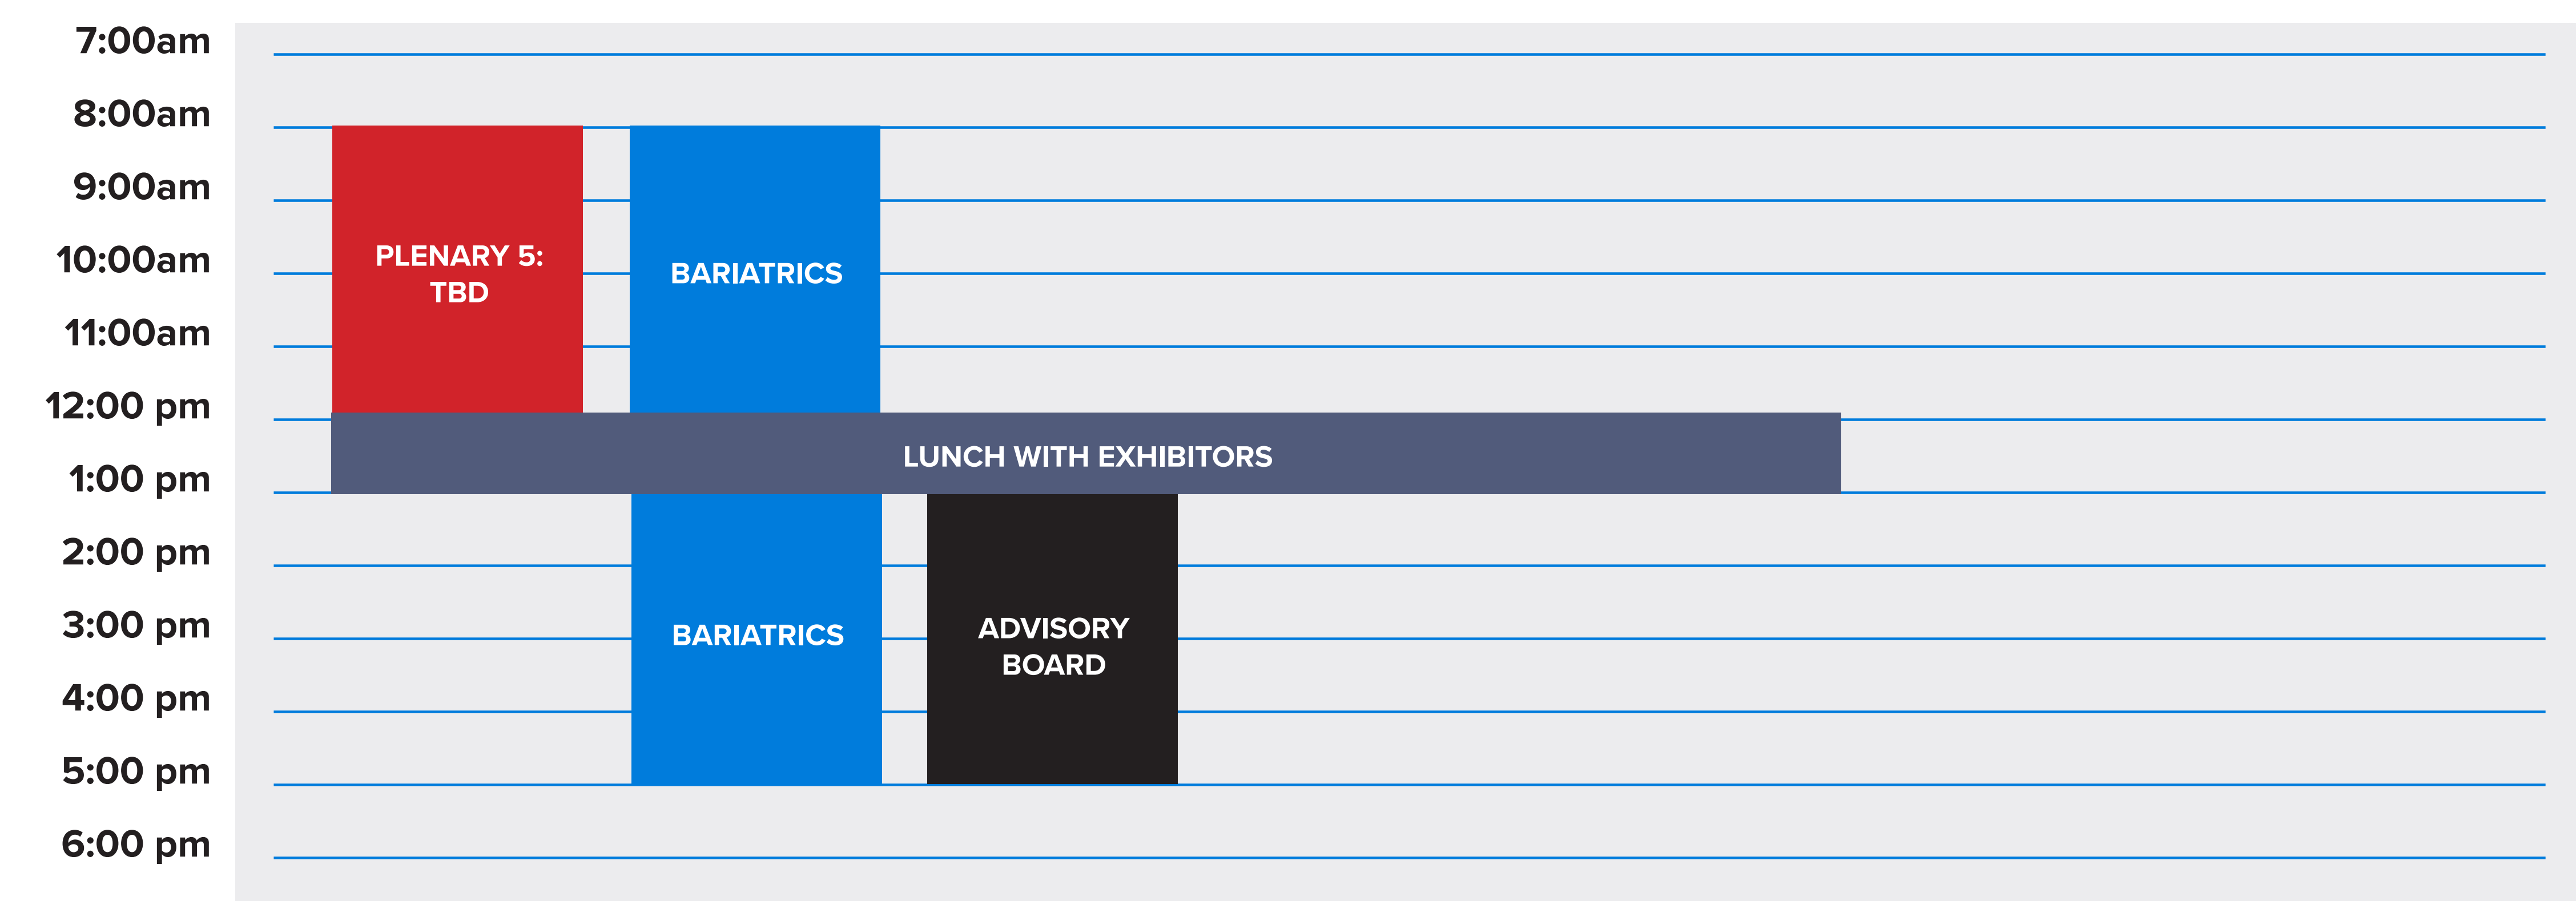 7:00am
8:00am
9:00am
10:00am
11:00am
12:00 pm
1:00 pm
2:00 pm
3:00 pm
4:00 pm
5:00 pm
6:00 pm
PLENARY 5:
TBD
BARIATRICS
LUNCH WITH EXHIBITORS
BARIATRICS
ADVISORY
BOARD